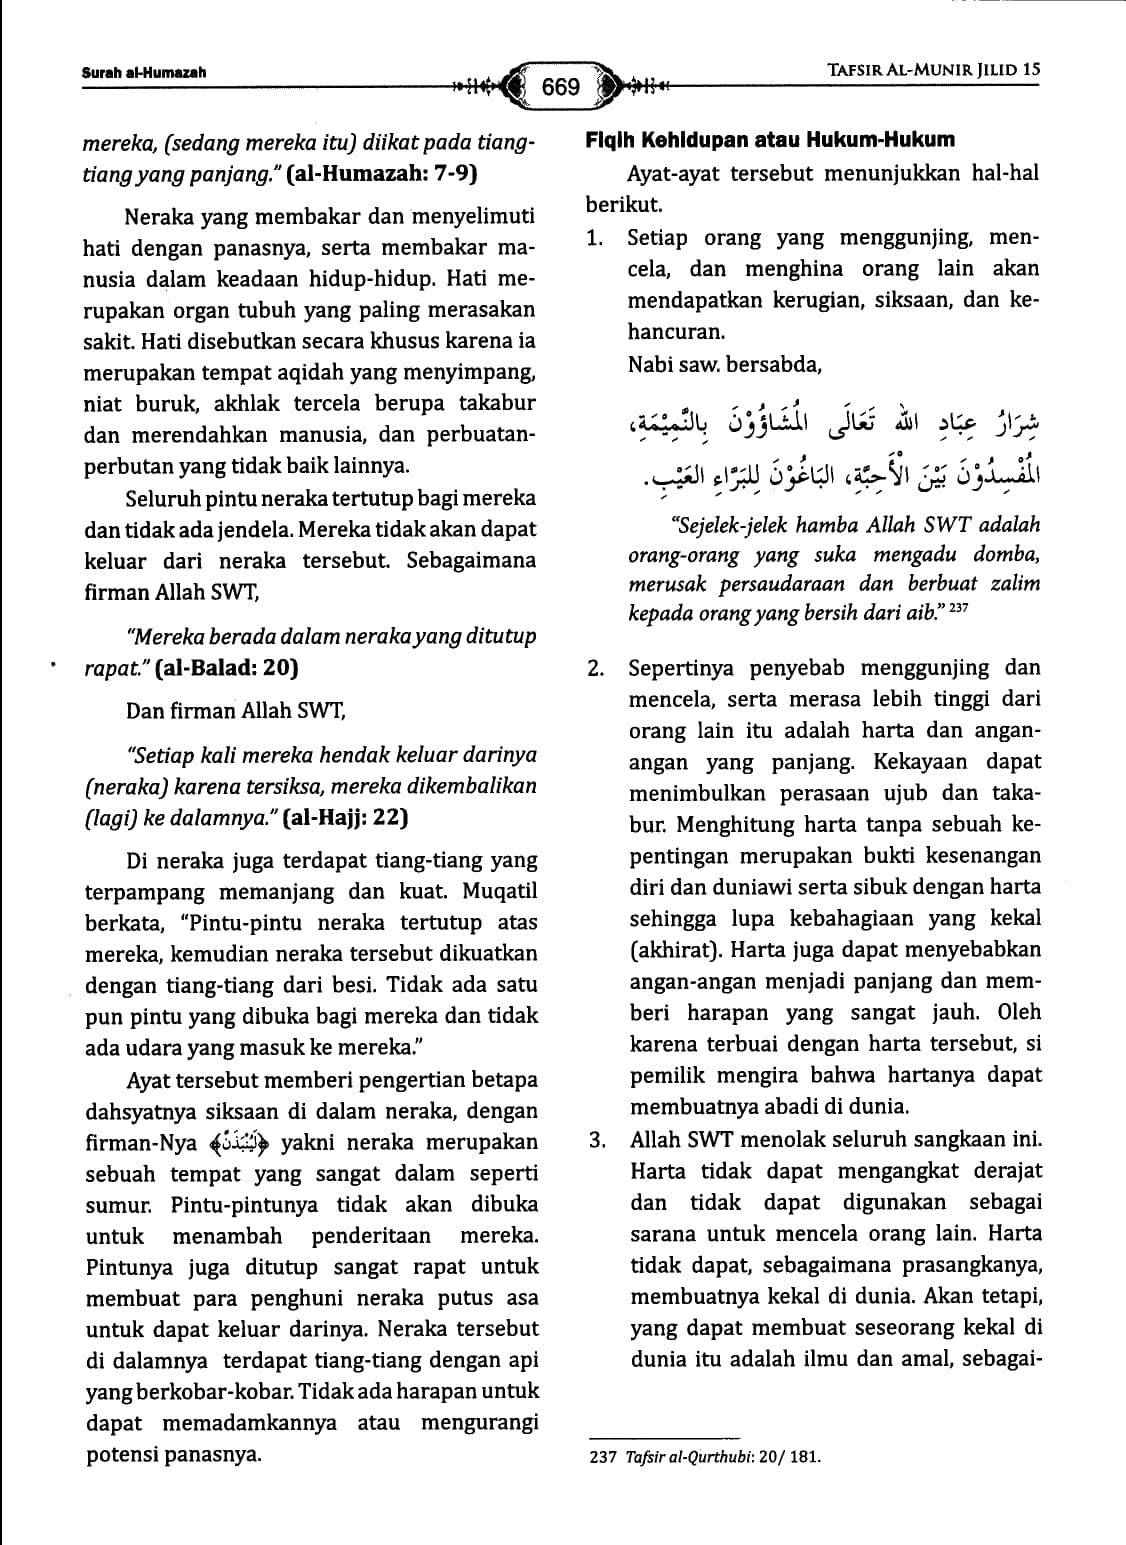 Surah al-Humazah
669
TAFSIR AL-MUNIR JILID 15
mereka, (sedang mereka itu) diikat pada tiang-
tiang yang panjang.” (al-Humazah: 7-9)
Neraka yang membakar dan menyelimuti
hati dengan panasnya, serta membakar ma-
nusia dalam keadaan hidup-hidup. Hati me-
rupakan organ tubuh yang paling merasakan
sakit. Hati disebutkan secara khusus karena ia
merupakan tempat aqidah yang menyimpang,
niat buruk, akhlak tercela berupa takabur
dan merendahkan manusia, dan perbuatan-
perbutan yang tidak baik lainnya.
Seluruh pintu neraka tertutup bagi mereka
dan tidak ada jendela. Mereka tidak akan dapat
keluar dari neraka tersebut. Sebagaimana
firman Allah SWT,
“Mereka berada dalam neraka yang ditutup
rapat.” (al-Balad: 20)
Dan firman Allah SWT,
“Setiap kali mereka hendak keluar darinya
(neraka) karena tersiksa, mereka dikembalikan
(lagi) ke dalamnya.” (al-Hajj: 22)
Di neraka juga terdapat tiang-tiang yang
terpampang memanjang dan kuat. Muqatil
berkata, “Pintu-pintu neraka tertutup atas
mereka, kemudian neraka tersebut dikuatkan
dengan tiang-tiang dari besi. Tidak ada satu
pun pintu yang dibuka bagi mereka dan tidak
ada udara yang masuk ke mereka.”
Ayat tersebut memberi pengertian betapa
dahsyatnya siksaan di dalam neraka, dengan
firman-Nya ﴿لَيُنْبَذَنَّ﴾ yakni neraka merupakan
sebuah tempat yang sangat dalam seperti
sumur. Pintu-pintunya tidak akan dibuka
untuk menambah penderitaan mereka.
Pintunya juga ditutup sangat rapat untuk
membuat para penghuni neraka putus asa
untuk dapat keluar darinya. Neraka tersebut
di dalamnya terdapat tiang-tiang dengan api
yang berkobar-kobar. Tidak ada harapan untuk
dapat memadamkannya atau mengurangi
potensi panasnya.
Fiqih Kehidupan atau Hukum-Hukum
Ayat-ayat tersebut menunjukkan hal-hal
berikut.
1. Setiap orang yang menggunjing, men-
cela, dan menghina orang lain akan
mendapatkan kerugian, siksaan, dan ke-
hancuran.
Nabi saw. bersabda,
شِرَارُ عِبَادِ اللهِ تَعَالَى الْمَشَاؤُوْنَ بِالنَّمِيْمَةِ،
الْمُفْسِدُوْنَ بَيْنَ الْأَحِبَّةِ، البَاغُوْنَ لِلبَرَّاءِ العَيْبِ.
“Sejelek-jelek hamba Allah SWT adalah
orang-orang yang suka mengadu domba,
merusak persaudaraan dan berbuat zalim
kepada orang yang bersih dari aib.” 237
2. Sepertinya penyebab menggunjing dan
mencela, serta merasa lebih tinggi dari
orang lain itu adalah harta dan angan-
angan yang panjang. Kekayaan dapat
menimbulkan perasaan ujub dan taka-
bur. Menghitung harta tanpa sebuah ke-
pentingan merupakan bukti kesenangan
diri dan duniawi serta sibuk dengan harta
sehingga lupa kebahagiaan yang kekal
(akhirat). Harta juga dapat menyebabkan
angan-angan menjadi panjang dan mem-
beri harapan yang sangat jauh. Oleh
karena terbuai dengan harta tersebut, si
pemilik mengira bahwa hartanya dapat
membuatnya abadi di dunia.
3. Allah SWT menolak seluruh sangkaan ini.
Harta tidak dapat mengangkat derajat
dan tidak dapat digunakan sebagai
sarana untuk mencela orang lain. Harta
tidak dapat, sebagaimana prasangkanya,
membuatnya kekal di dunia. Akan tetapi,
yang dapat membuat seseorang kekal di
dunia itu adalah ilmu dan amal, sebagai-
237 Tafsir al-Qurthubi: 20/ 181.